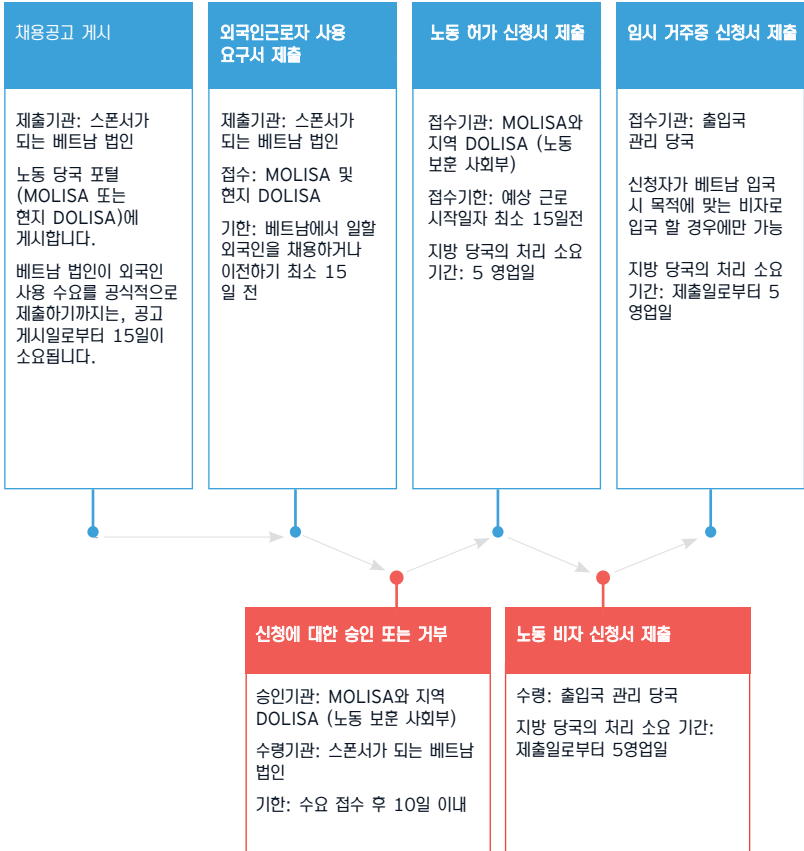 채용공고 게시
제출기관: 스폰서가
되는 베트남 법인
노동 당국 포털
(MOLISA 또는
현지 DOLISA)에
게시합니다.
베트남 법인이 외국인
사용 수요를 공식적으로
제출하기까지는, 공고
게시일로부터 15일이
소요됩니다.
외국인근로자 사용
요구서 제출
제출기관: 스폰서가
되는 베트남 법인
접수: MOLISA 및
현지 DOLISA
기한: 베트남에서 일할
외국인을 채용하거나
이전하기 최소 15
일 전
노동 허가 신청서 제출
접수기관: MOLISA와
지역 DOLISA (노동
보훈 사회부)
접수기한: 예상 근로
시작일자 최소 15일전
지방 당국의 처리 소요
기간: 5 영업일
임시 거주증 신청서 제출
접수기관: 출입국
관리 당국
신청자가 베트남 입국
시 목적에 맞는 비자로
입국 할 경우에만 가능
지방 당국의 처리 소요
기간: 제출일로부터 5
영업일
신청에 대한 승인 또는 거부
승인기관: MOLISA와 지역
DOLISA (노동 보훈 사회부)
수령기관: 스폰서가 되는 베트남
법인
기한: 수요 접수 후 10일 이내
노동 비자 신청서 제출
수령: 출입국 관리 당국
지방 당국의 처리 소요 기간:
제출일로부터 5영업일